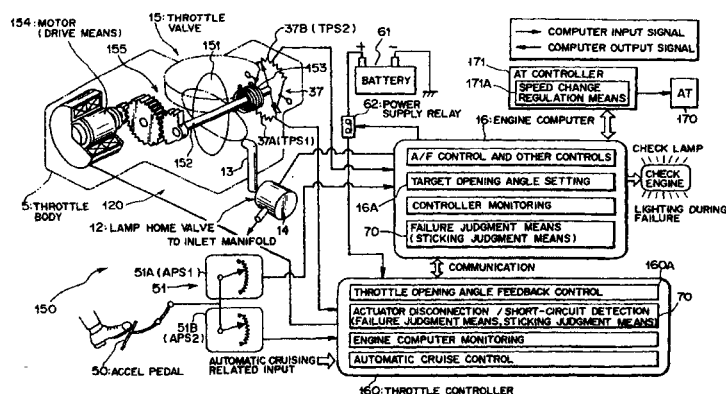 154:MOTOR
(DRIVE MEANS)
155
15:THROTTLE
VALVE
151
37B(TPS2)
153
37
37A(TPS1)
152
13
5:THROTTLE
BODY
120
12:LAMP HOME VALVE
14
TO INLET MANIFOLD
61
+ −
BATTERY
62:POWER
SUPPLY RELAY
COMPUTER INPUT SIGNAL
COMPUTER OUTPUT SIGNAL
171
AT CONTROLLER
171A
SPEED CHANGE
REGULATION MEANS
AT
170
16:ENGINE COMPUTER
A/F CONTROL AND OTHER CONTROLS
TARGET OPENING ANGLE SETTING
16A
CONTROLLER MONITORING
70
FAILURE JUDGMENT MEANS
(STICKING JUDGMENT MEANS)
CHECK LAMP
CHECK
ENGINE
LIGHTING DURING
FAILURE
COMMUNICATION
160A
THROTTLE OPENING ANGLE FEEDBACK CONTROL
ACTUATOR DISCONNECTION / SHORT-CIRCUIT DETECTION
(FAILURE JUDGMENT MEANS, STICKING JUDGMENT MEANS)
70
ENGINE COMPUTER MONITORING
AUTOMATIC CRUISE CONTROL
160:THROTTLE CONTROLLER
51A(APS1)
51
51B
(APS2)
150
50:ACCEL PEDAL
AUTOMATIC CRUISING
RELATED INPUT